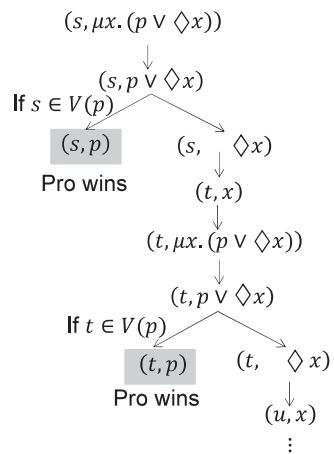 (s, μx. (p ∨ ◇x))
(s, p ∨ ◇x)
If s ∈ V(p)
(s, p)
(s, ◇x)
Pro wins
(t, x)
(t, μx. (p ∨ ◇x))
(t, p ∨ ◇x)
If t ∈ V(p)
(t, p)
(t, ◇x)
Pro wins
(u, x)
⋮